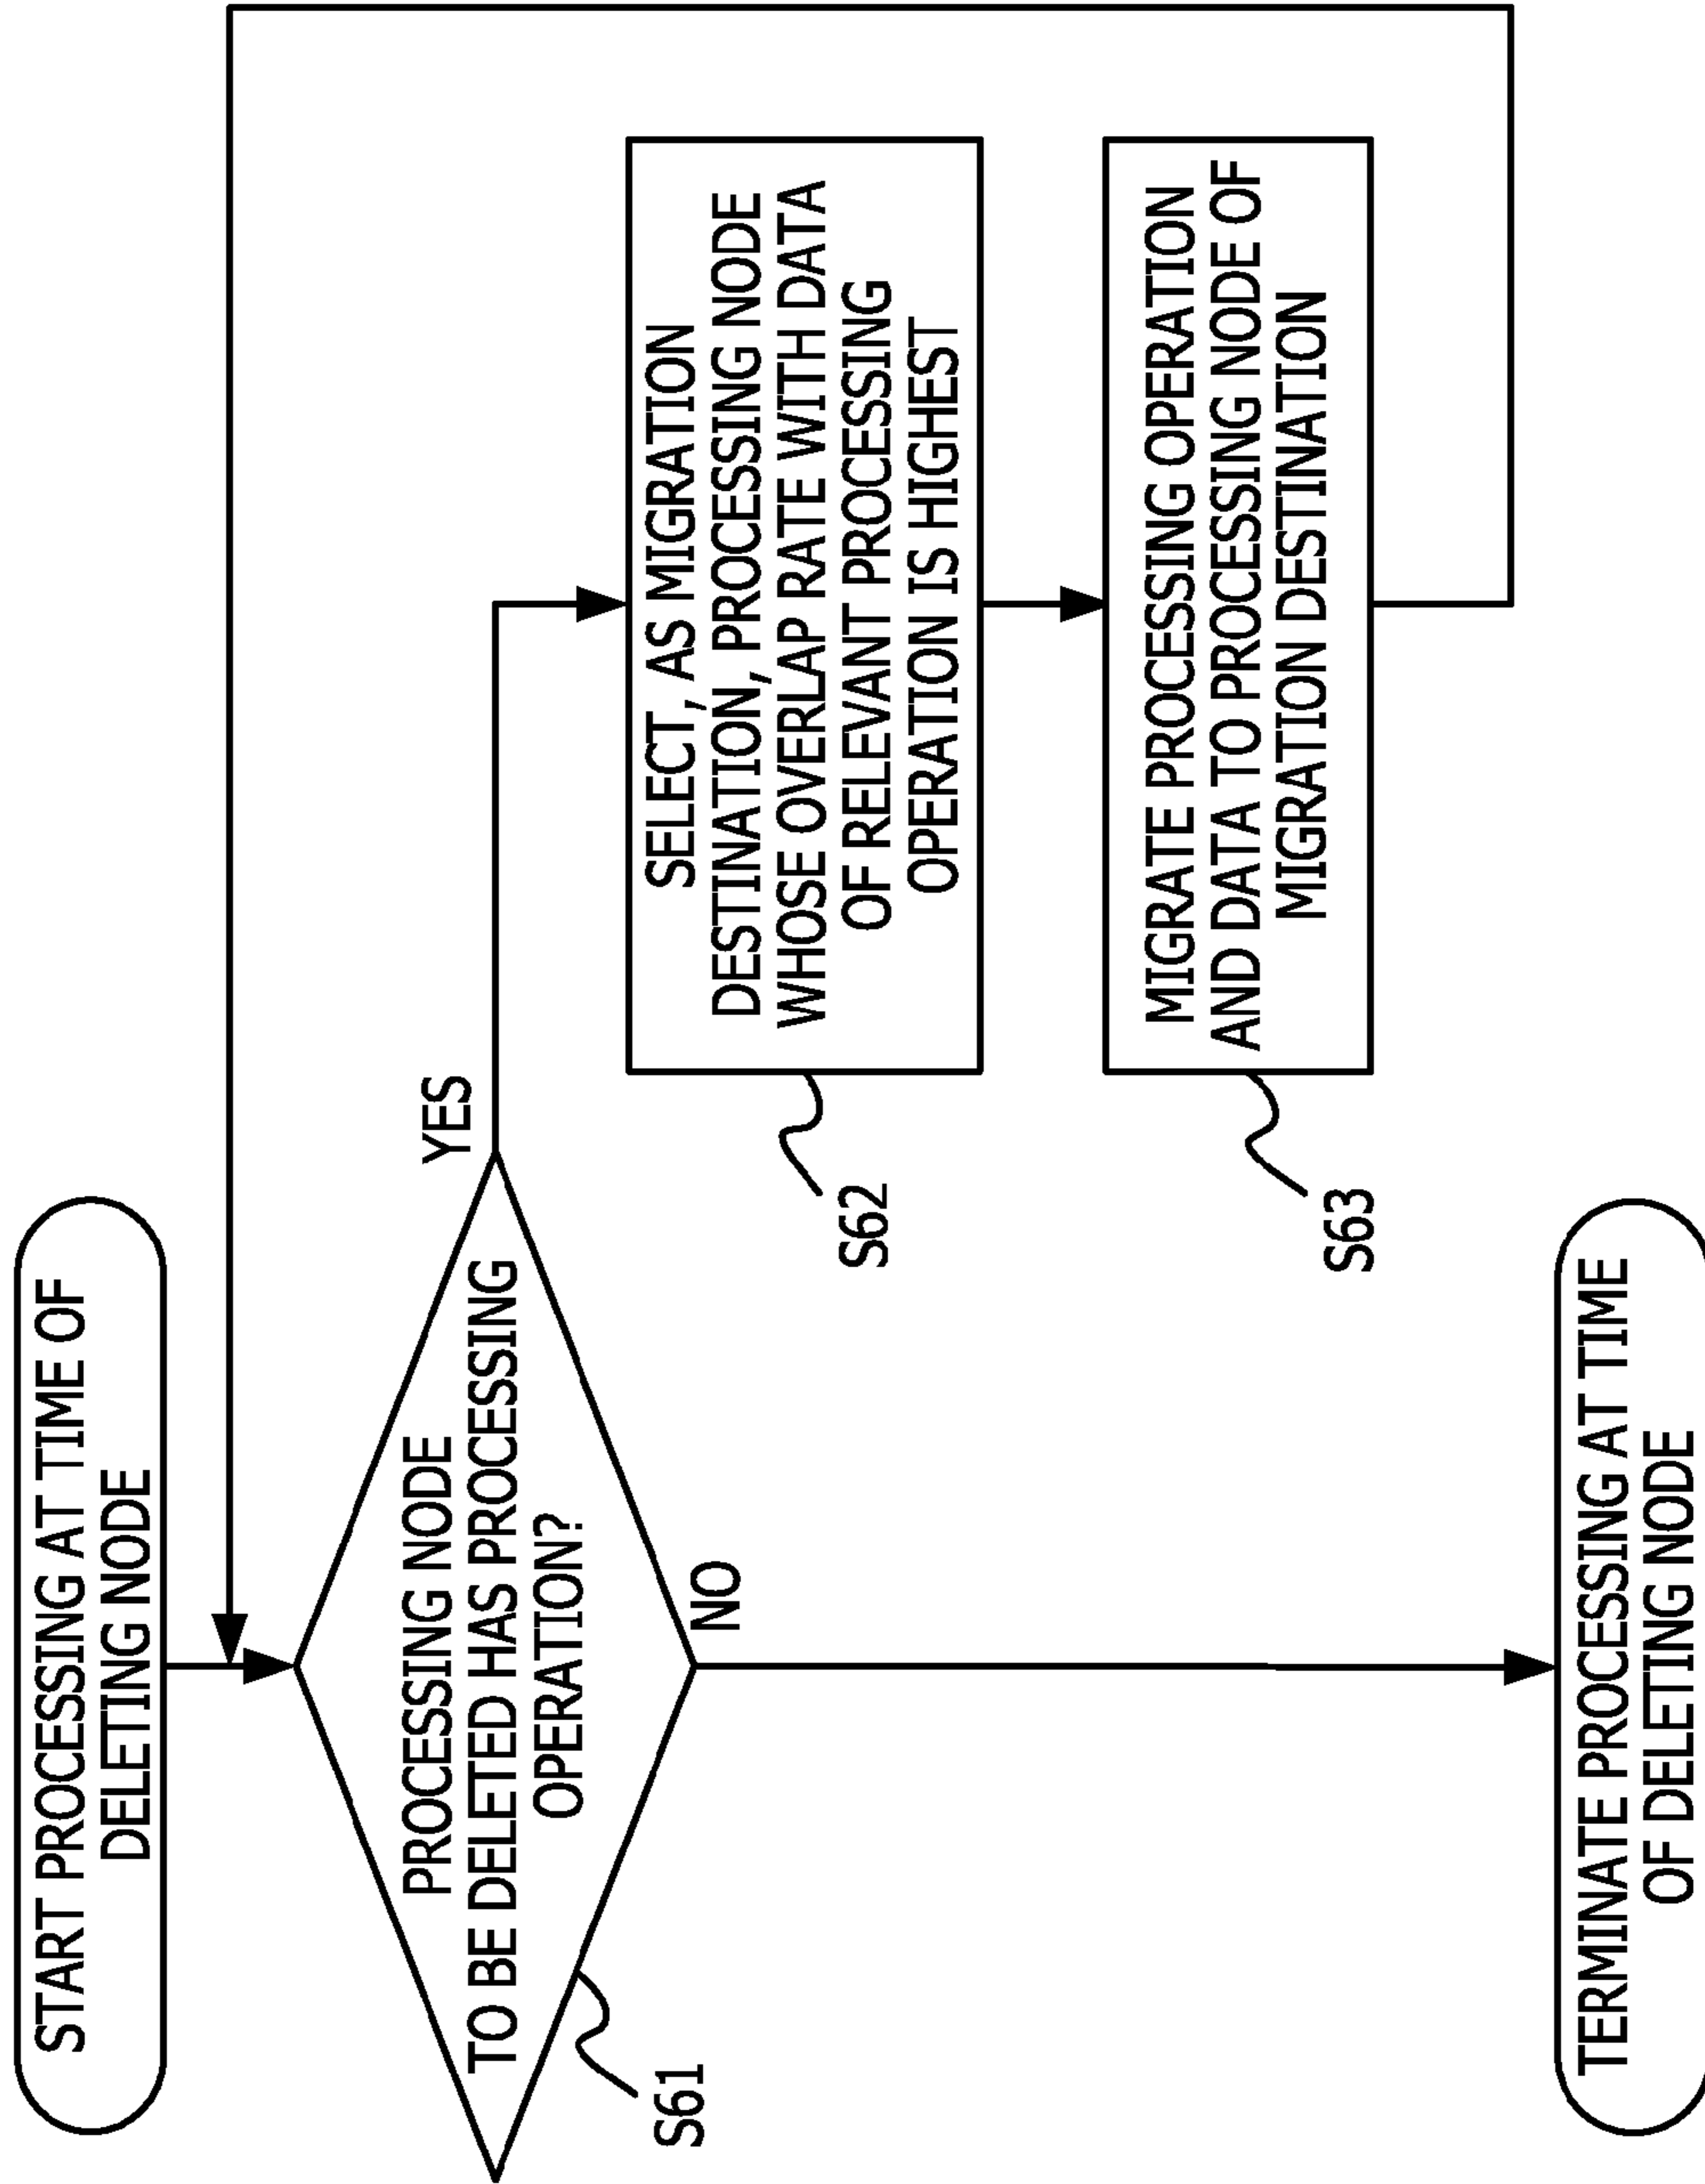 START PROCESSING AT TIME OF
DELETING NODE
PROCESSING NODE
TO BE DELETED HAS PROCESSING
OPERATION?
YES
NO
S61
SELECT, AS MIGRATION
DESTINATION, PROCESSING NODE
WHOSE OVERLAP RATE WITH DATA
OF RELEVANT PROCESSING
OPERATION IS HIGHEST
S62
MIGRATE PROCESSING OPERATION
AND DATA TO PROCESSING NODE OF
MIGRATION DESTINATION
S63
TERMINATE PROCESSING AT TIME
OF DELETING NODE